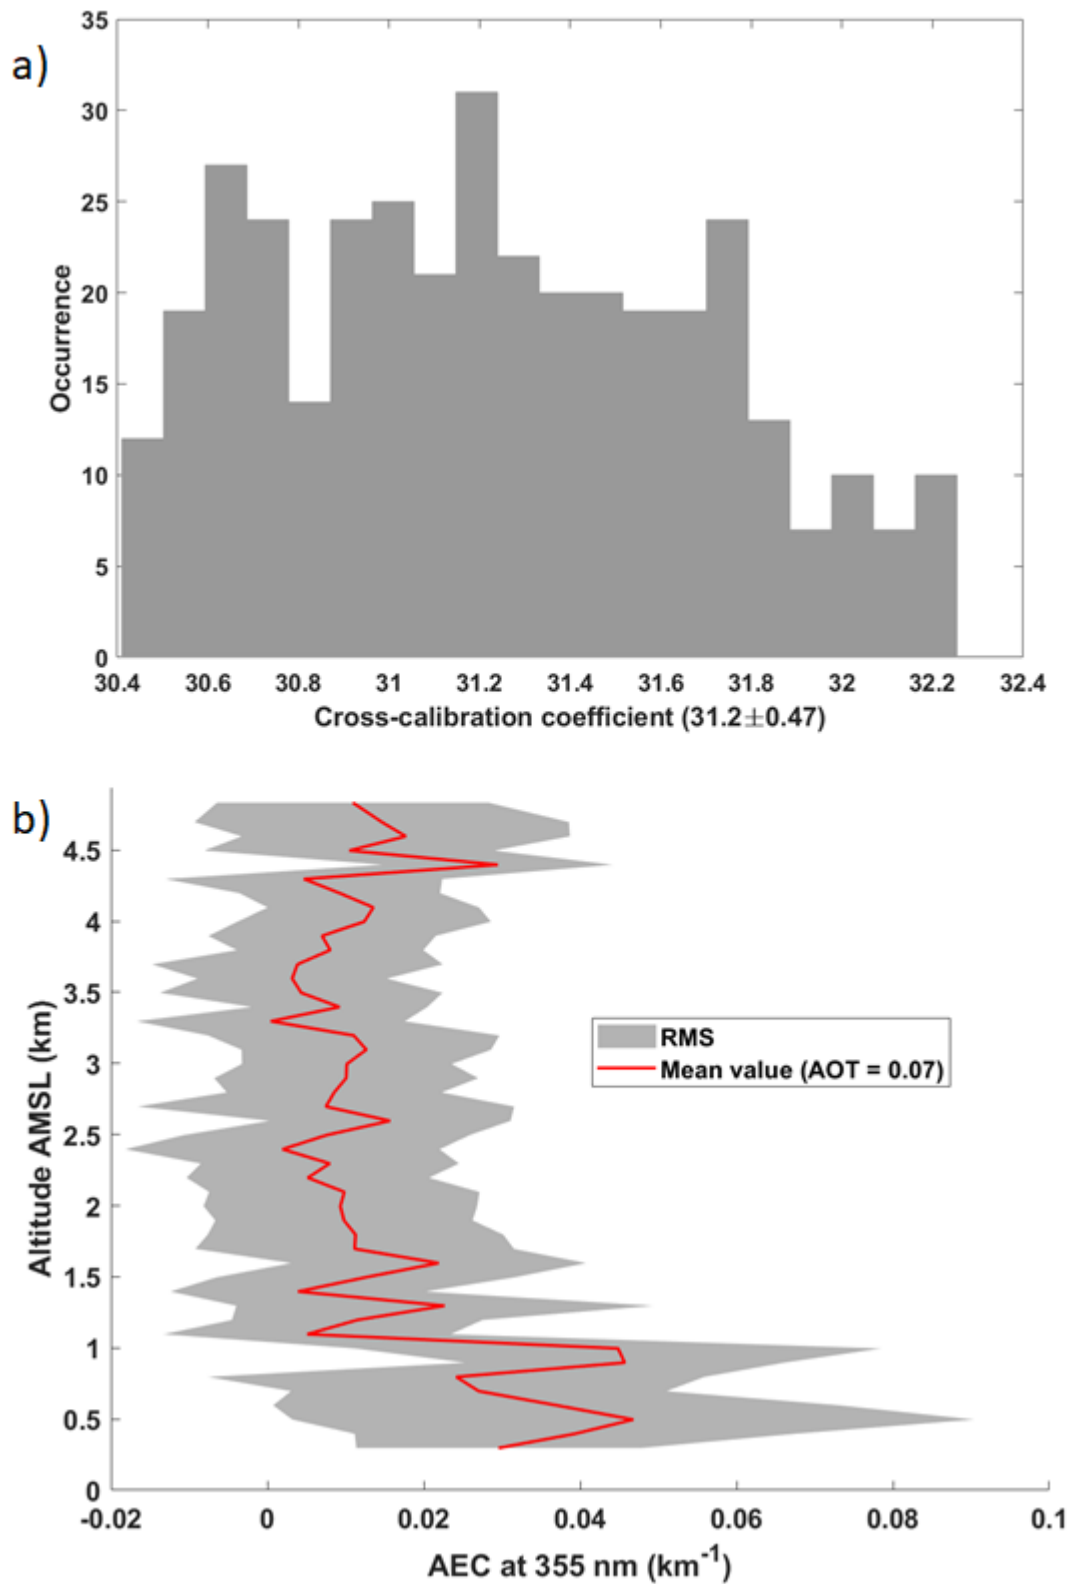 a)
35
30
25
20
15
10
5
0
Occurrence
30.4 30.6 30.8 31 31.2 31.4 31.6 31.8 32 32.2 32.4
Cross-calibration coefficient (31.2±0.47)
b)
4.5
4
3.5
3
2.5
2
1.5
1
0.5
0
Altitude AMSL (km)
RMS
Mean value (AOT = 0.07)
-0.02 0 0.02 0.04 0.06 0.08 0.1
AEC at 355 nm (km⁻¹)